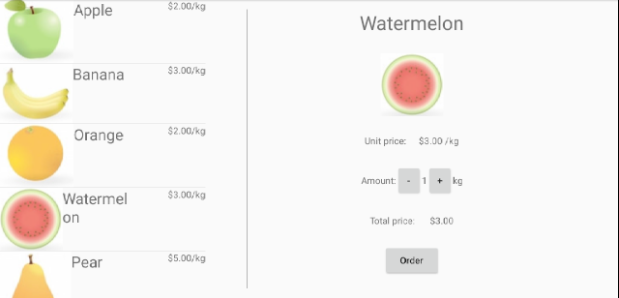 Apple
$2.00/kg
Banana
$3.00/kg
Orange
$2.00/kg
Watermel
on
$3.00/kg
Pear
$5.00/kg
Watermelon
Unit price: $3.00 /kg
Amount: - 1 + kg
Total price: $3.00
Order